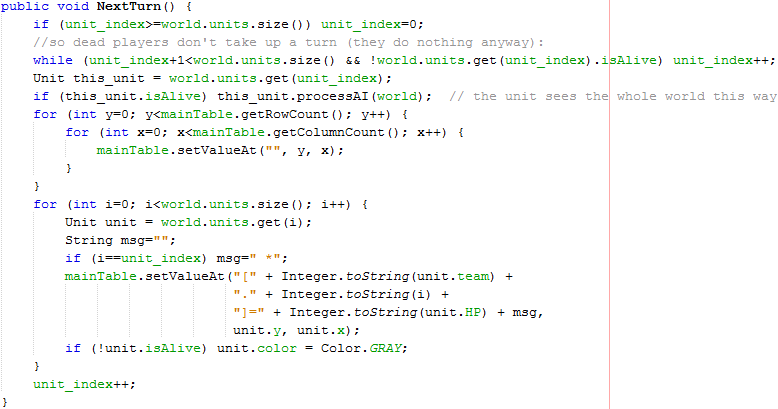 public void NextTurn() {
    if (unit_index>=world.units.size()) unit_index=0;
    //so dead players don't take up a turn (they do nothing anyway):
    while (unit_index+1<world.units.size() && !world.units.get(unit_index).isAlive) unit_index++;
    Unit this_unit = world.units.get(unit_index);
    if (this_unit.isAlive) this_unit.processAI(world);  // the unit sees the whole world this way
    for (int y=0; y<mainTable.getRowCount(); y++) {
        for (int x=0; x<mainTable.getColumnCount(); x++) {
            mainTable.setValueAt("", y, x);
        }
    }
    for (int i=0; i<world.units.size(); i++) {
        Unit unit = world.units.get(i);
        String msg="";
        if (i==unit_index) msg=" *";
        mainTable.setValueAt("[" + Integer.toString(unit.team) +
                             "." + Integer.toString(i) +
                             "]=" + Integer.toString(unit.HP) + msg,
                             unit.y, unit.x);
        if (!unit.isAlive) unit.color = Color.GRAY;
    }
    unit_index++;
}